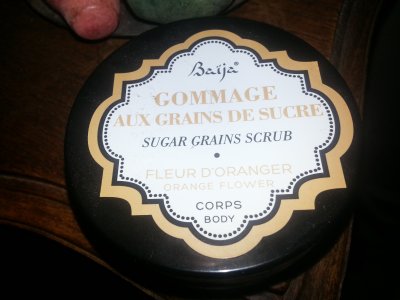 Baïja
GOMMAGE
AUX GRAINS DE SUCRE
SUGAR GRAINS SCRUB
FLEUR D'ORANGER
ORANGE FLOWER
CORPS
BODY